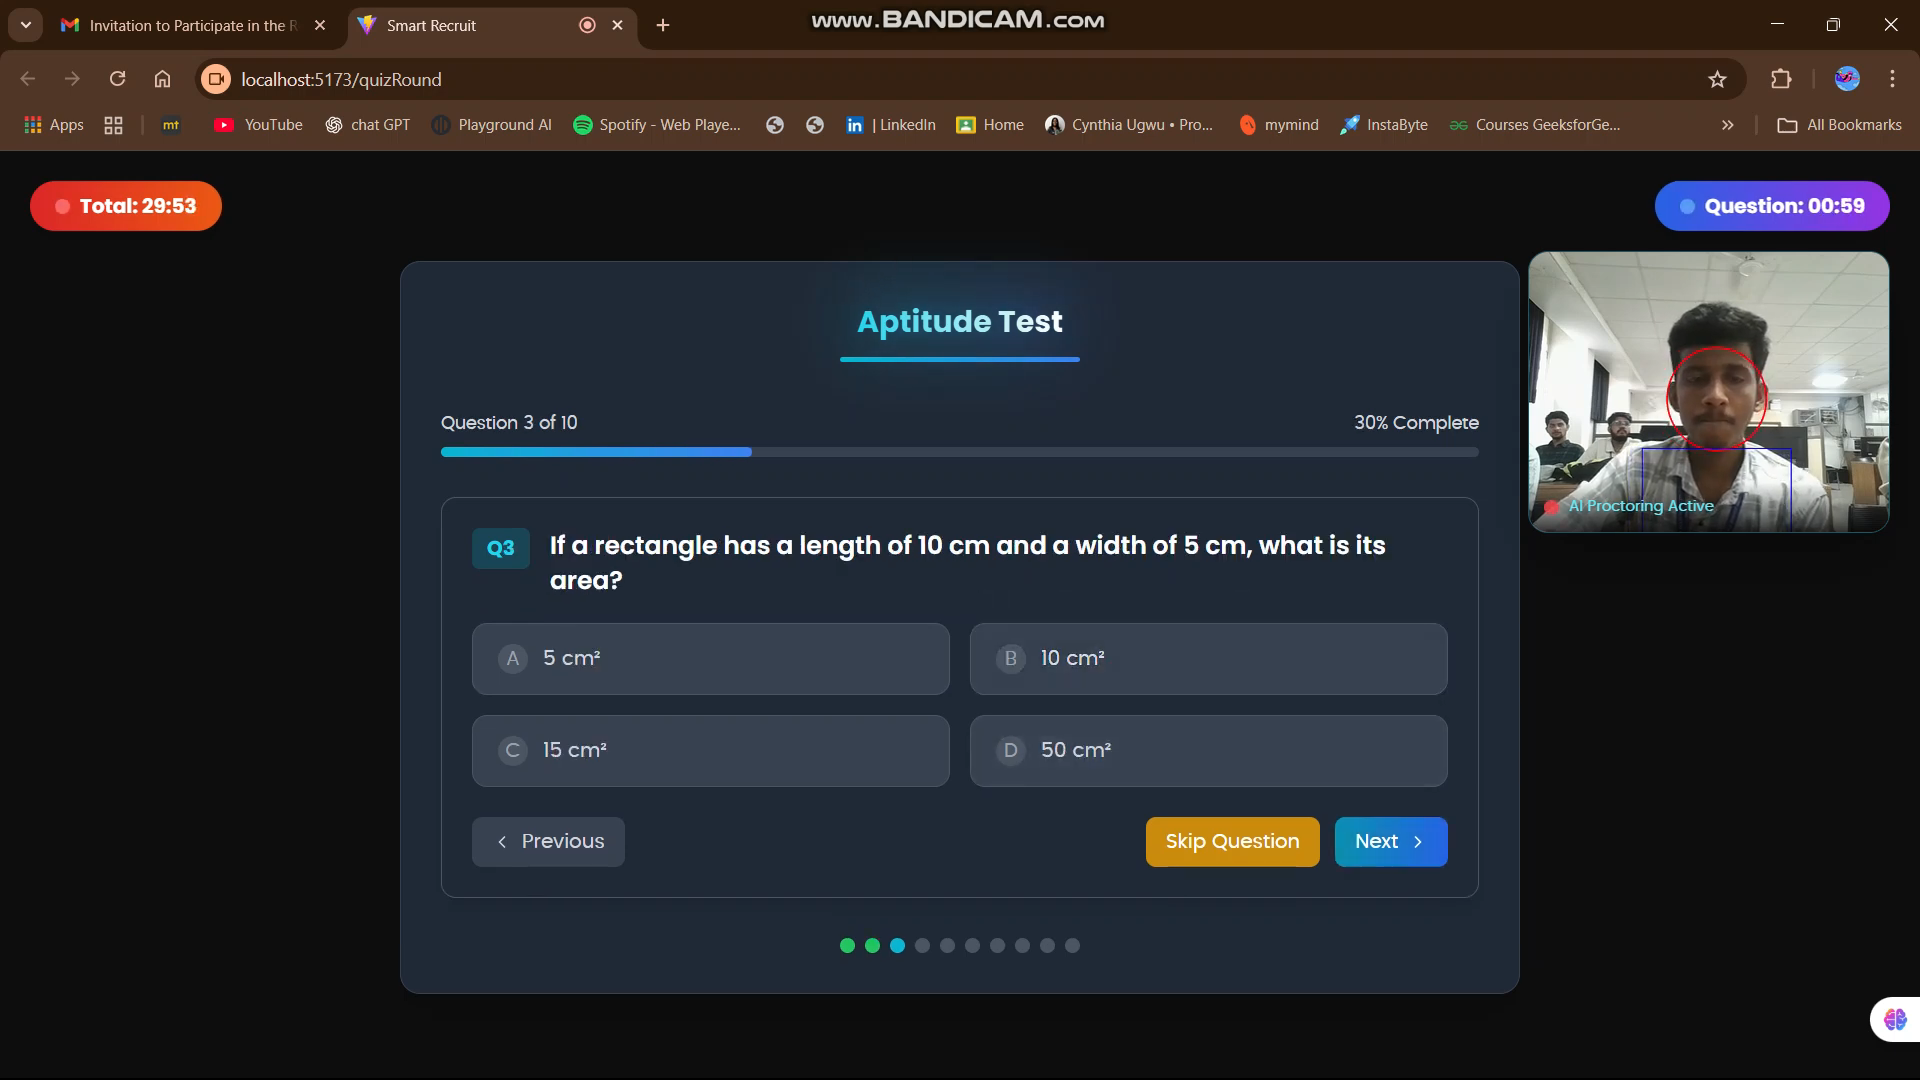 Invitation to Participate in the R
Smart Recruit
www.BANDICAM.com
localhost:5173/quizRound
Apps
mt
YouTube
chat GPT
Playground AI
Spotify - Web Playe...
in | LinkedIn
Home
Cynthia Ugwu • Pro...
mymind
InstaByte
Courses GeeksforGe...
»
All Bookmarks
Total: 29:53
Question: 00:59
Aptitude Test
Question 3 of 10
30% Complete
Q3
If a rectangle has a length of 10 cm and a width of 5 cm, what is its
area?
A 5 cm²
B 10 cm²
C 15 cm²
D 50 cm²
Previous
Skip Question
Next
AI Proctoring Active